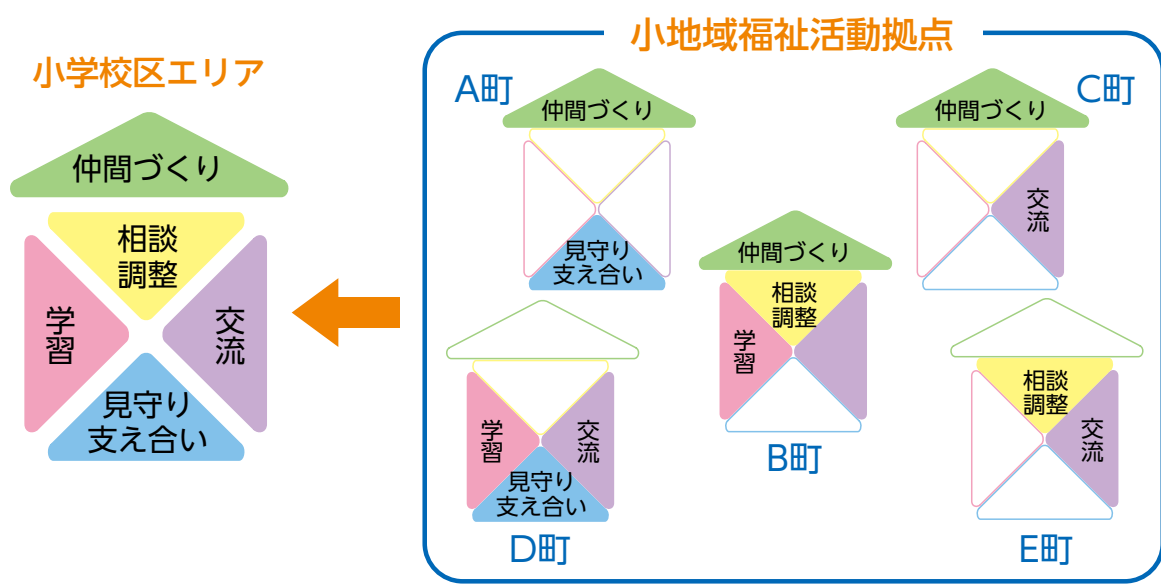 小地域福祉活動拠点
小学校区エリア
仲間づくり
相談
調整
学習
交流
見守り
支え合い
A町
仲間づくり
見守り
支え合い
C町
仲間づくり
交流
仲間づくり
相談
調整
学習
B町
学習
交流
見守り
支え合い
D町
相談
調整
交流
E町